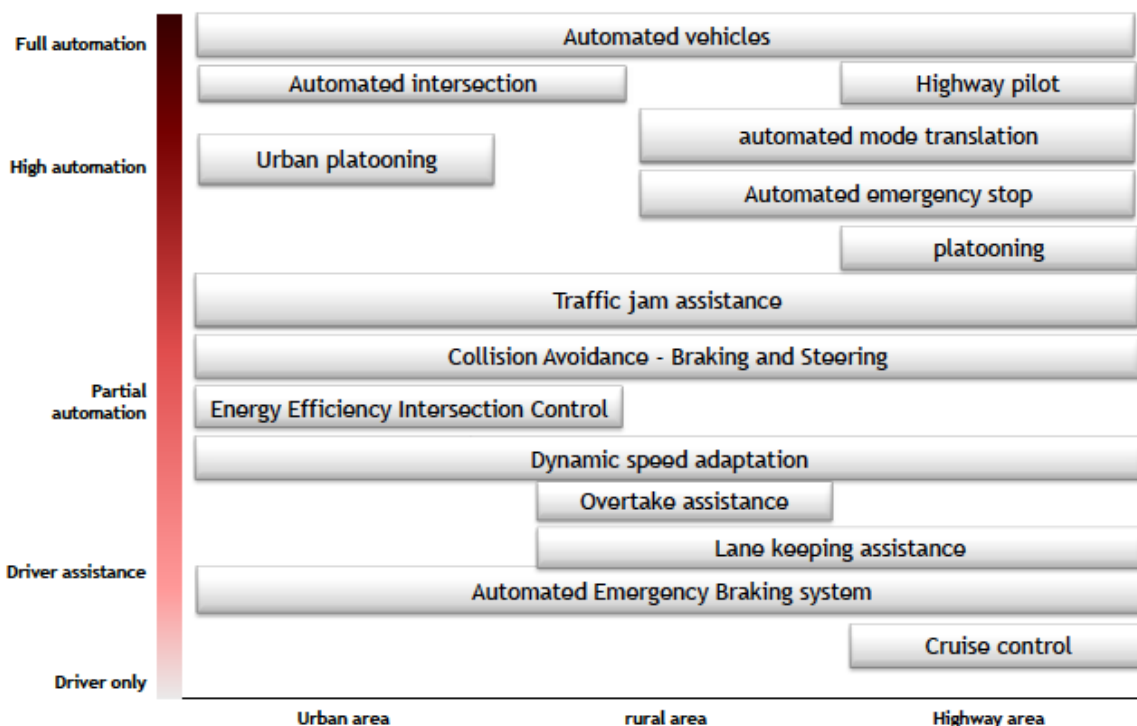 Full automation
Automated vehicles
Automated intersection
Highway pilot
automated mode translation
High automation
Urban platooning
Automated emergency stop
platooning
Traffic jam assistance
Collision Avoidance - Braking and Steering
Partial
automation
Energy Efficiency Intersection Control
Dynamic speed adaptation
Overtake assistance
Lane keeping assistance
Driver assistance
Automated Emergency Braking system
Cruise control
Driver only
Urban area
rural area
Highway area